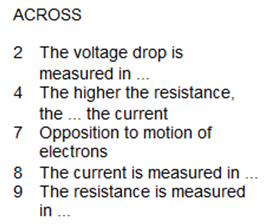 ACROSS
2 The voltage drop is
measured in ...
4 The higher the resistance,
the ... the current
7 Opposition to motion of
electrons
8 The current is measured in ...
9 The resistance is measured
in ...